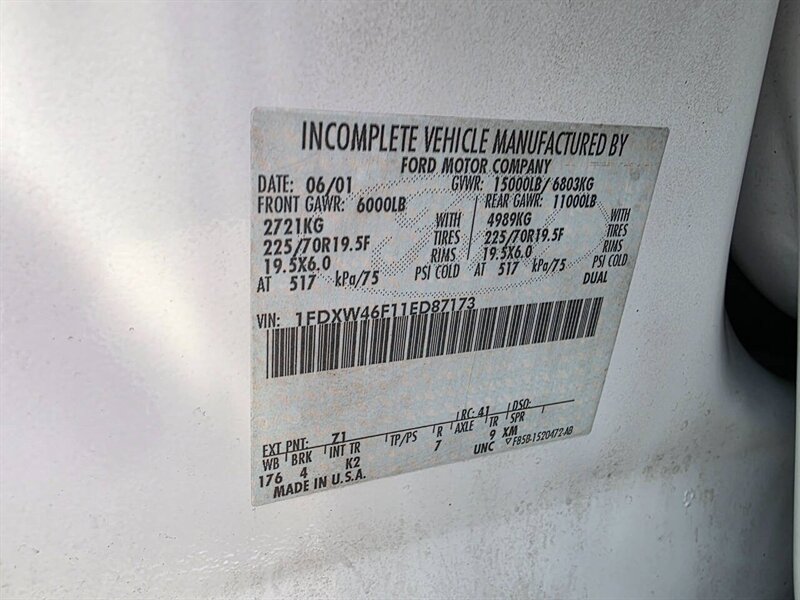 INCOMPLETE VEHICLE MANUFACTURED BY
FORD MOTOR COMPANY
DATE: 06/01 GVWR: 15000LB/ 6803KG
FRONT GAWR: 6000LB REAR GAWR: 11000LB
2721KG WITH 4989KG WITH
225/70R19.5F TIRES 225/70R19.5F TIRES
19.5X6.0 RIMS 19.5X6.0 RIMS
AT 517 kPa/75 PSI COLD AT 517 kPa/75 PSI COLD
DUAL
VIN: 1FDXW46F11ED87173
EXT PNT: Z1 RC: 41 DSO:
WB BRK INT TR TP/PS R AXLE TR SPR
176 4 K2 7 9 XM
MADE IN U.S.A. UNC F85B-1520472-AB